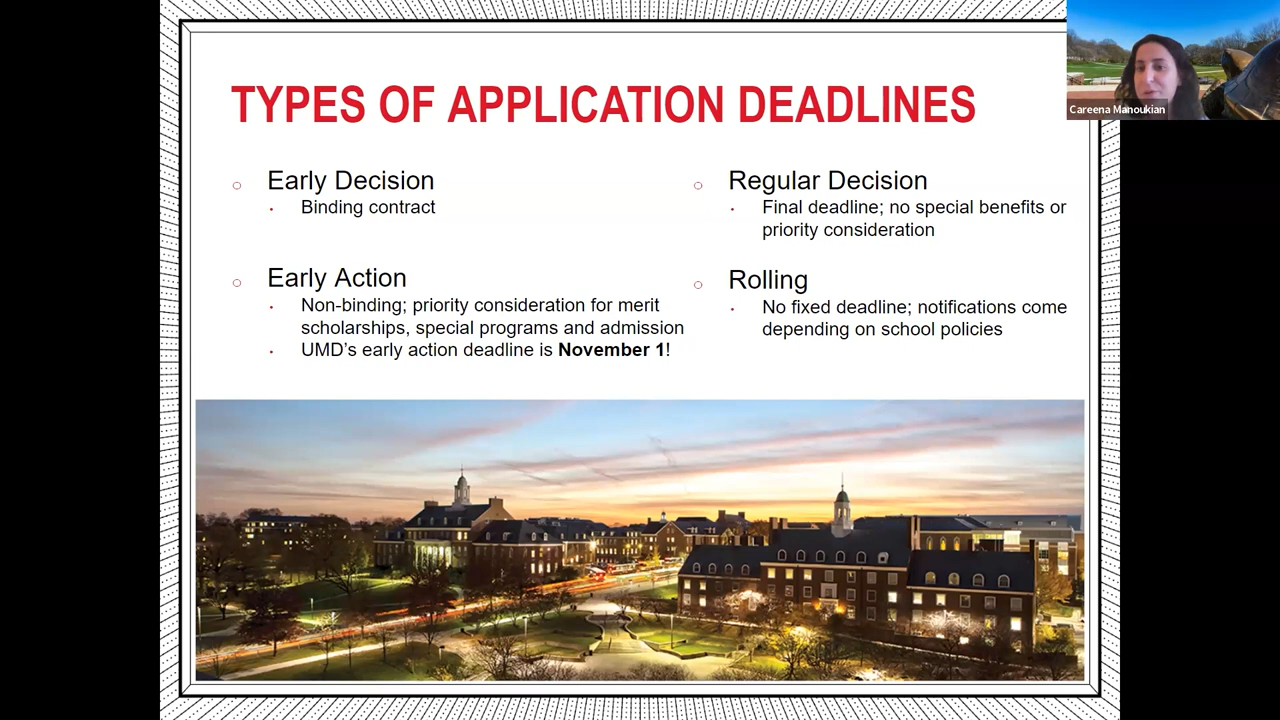 TYPES OF APPLICATION DEADLINES
Early Decision
Binding contract
Early Action
Non-binding; priority consideration for merit
scholarships, special programs and admission
UMD’s early action deadline is November 1!
Regular Decision
Final deadline; no special benefits or
priority consideration
Rolling
No fixed deadline; notifications come
depending on school policies
Careena Manoukian